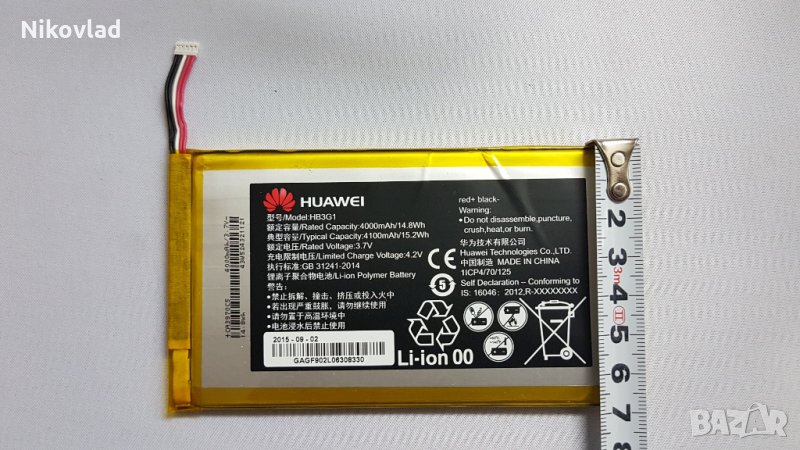 Nikovlad
HUAWEI
型号/Model:HB3G1
额定容量/Rated Capacity:4000mAh/14.8Wh
典型容量/Typical Capacity:4100mAh/15.2Wh
额定电压/Rated Voltage:3.7V
充电限制电压/Limited Charge Voltage:4.2V
执行标准:GB 31241-2014
锂离子聚合物电池/Li-ion Polymer Battery
禁止拆解、撞击、挤压或投入火中
若出现严重鼓胀，请勿继续使用
请勿置于高温环境中
电池浸水后禁止使用
2015-09-02
GAGF902L06308330
red+ black-
Warning:
Do not disassemble,puncture,
crush,heat,or burn.
华为技术有限公司
Huawei Technologies Co.,LTD.
中国制造 MADE IN CHINA
1ICP4/70/125
Self Declaration – Conforming to
IS: 16046 : 2012,R-XXXXXXXX
5
Li-ion 00
2
3m
3
4
5
6
7
8
BAZAR